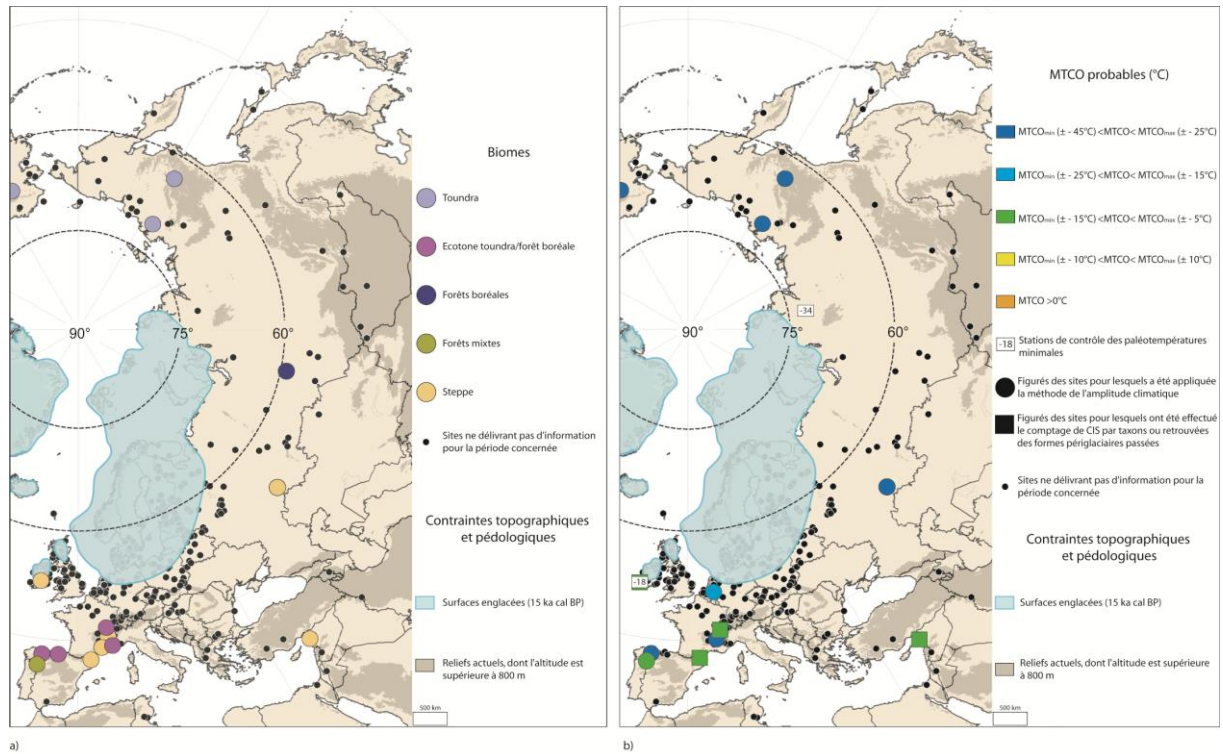 Biomes
Toundra
Ecotone toundra/forêt boréale
Forêts boréales
Forêts mixtes
Steppe
Sites ne délivrant pas d'information
pour la période concernée
Contraintes topographiques
et pédologiques
Surfaces englacées (15 ka cal BP)
Reliefs actuels, dont l'altitude est
supérieure à 800 m
90°
75°
60°
500 km
a)
MTCO probables (°C)
MTCOmin (± - 45°C) <MTCO< MTCOmax (± - 25°C)
MTCOmin (± - 25°C) <MTCO< MTCOmax (± - 15°C)
MTCOmin (± - 15°C) <MTCO< MTCOmax (± - 5°C)
MTCOmin (± - 10°C) <MTCO< MTCOmax (± 10°C)
MTCO >0°C
-18
Stations de contrôle des paléotempératures
minimales
Figurés des sites pour lesquels a été appliquée
la méthode de l'amplitude climatique
Figurés des sites pour lesquels ont été effectué
le comptage de CIS par taxons ou retrouvées
des formes périglaciaires passées
Sites ne délivrant pas d'information pour la
période concernée
Contraintes topographiques
et pédologiques
Surfaces englacées (15 ka cal BP)
Reliefs actuels, dont l'altitude est
supérieure à 800 m
-34
90°
75°
60°
-18
500 km
b)